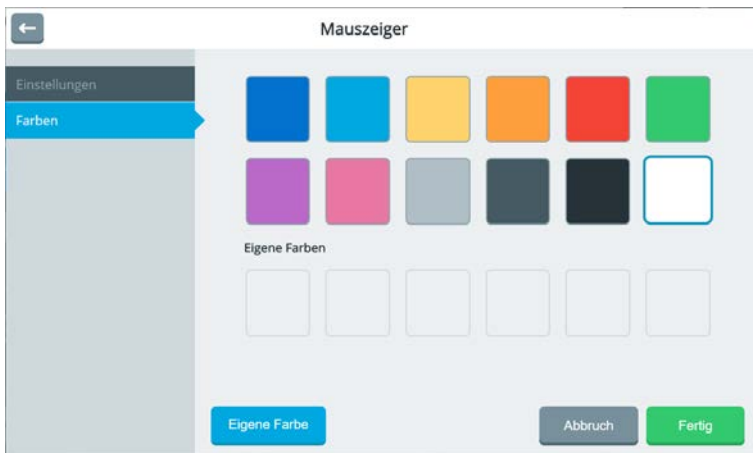 Mauszeiger
Einstellungen
Farben
Eigene Farben
Eigene Farbe
Abbruch
Fertig